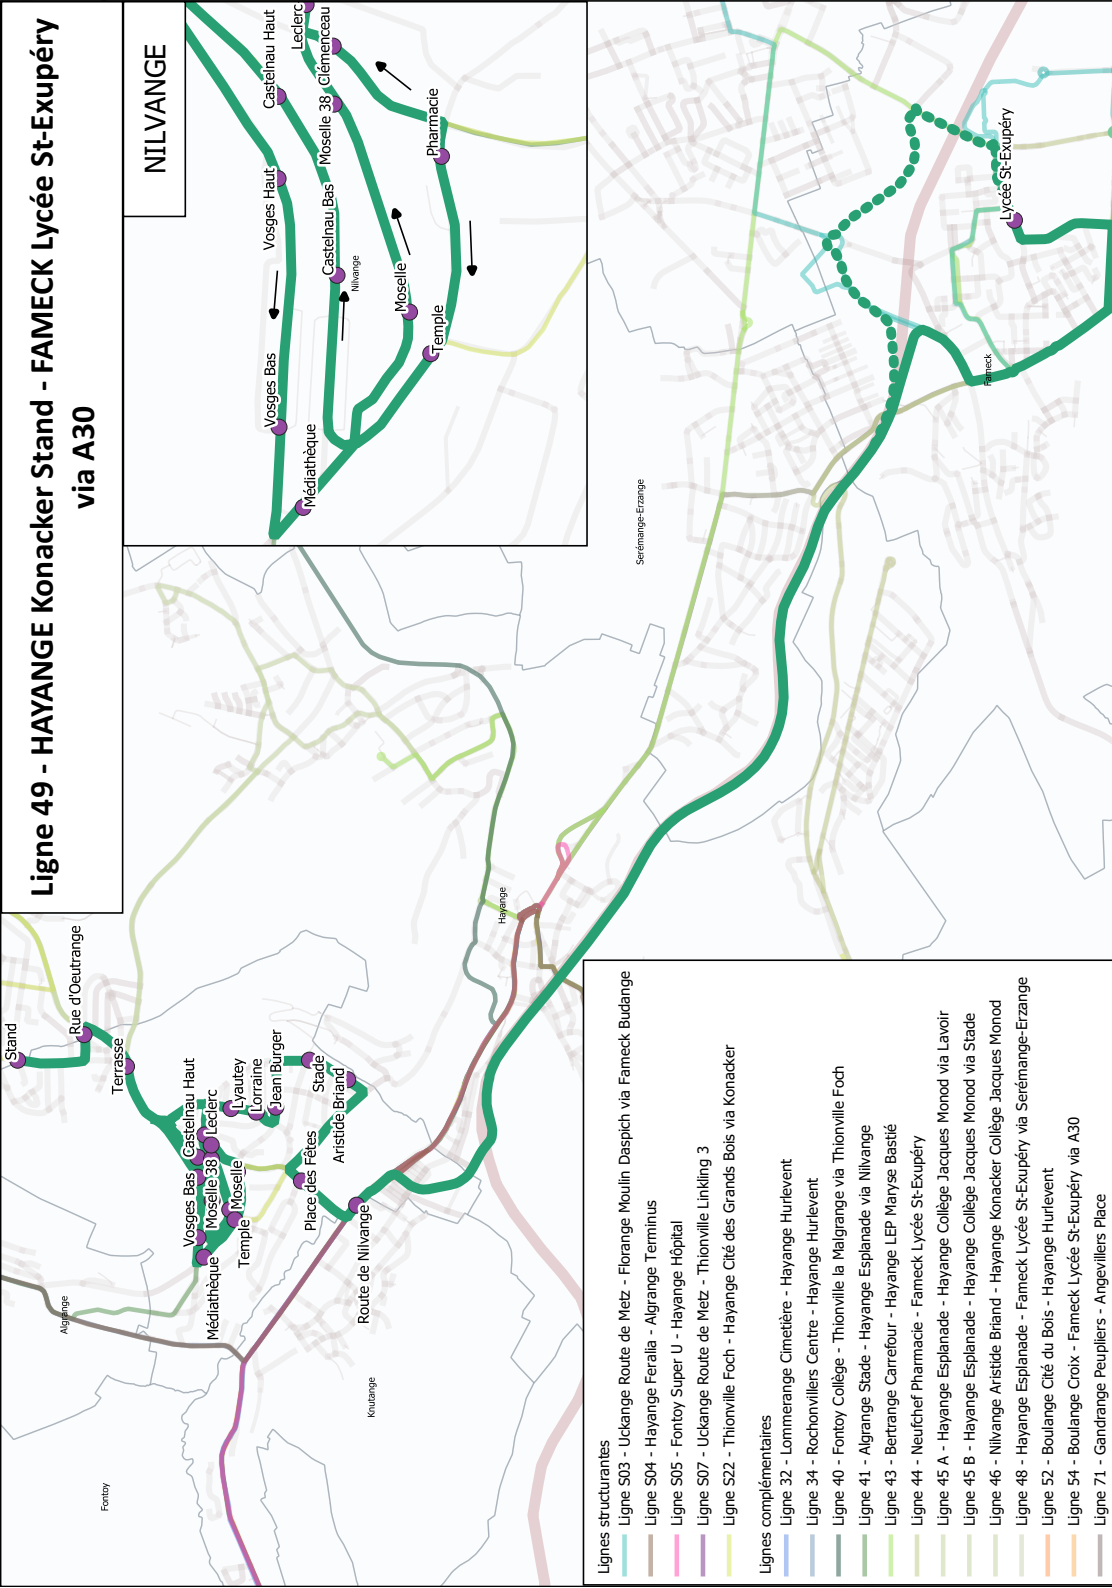 Ligne 49 - HAYANGE Konacker Stand - FAMECK Lycée St-Exupéry
via A30
NILVANGE
Leclerc
Clémenceau
Castelnau Haut
Moselle 38
Pharmacie
Vosges Haut
Castelnau Bas
Nilvange
Moselle
Temple
Vosges Bas
Médiathèque
Lycée St-Exupéry
Fameck
Serémange-Erzange
Hayange
Stand
Rue d'Oeutrange
Terrasse
Castelnau Haut
Leclerc
Lyautey
Lorraine
Jean Burger
Stade
Aristide Briand
Vosges Bas
Moselle 38
Moselle
Temple
Médiathèque
Place des Fêtes
Route de Nilvange
Algrange
Knutange
Fontoy
Lignes structurantes
Ligne S03 - Uckange Route de Metz - Florange Moulin Daspich via Fameck Budange
Ligne S04 - Hayange Feralia - Algrange Terminus
Ligne S05 - Fontoy Super U - Hayange Hôpital
Ligne S07 - Uckange Route de Metz - Thionville Linkling 3
Ligne S22 - Thionville Foch - Hayange Cité des Grands Bois via Konacker
Lignes complémentaires
Ligne 32 - Lommerange Cimetière - Hayange Hurlevent
Ligne 34 - Rochonvillers Centre - Hayange Hurlevent
Ligne 40 - Fontoy Collège - Thionville la Malgrange via Thionville Foch
Ligne 41 - Algrange Stade - Hayange Esplanade via Nilvange
Ligne 43 - Bertrange Carrefour - Hayange LEP Maryse Bastié
Ligne 44 - Neufchef Pharmacie - Fameck Lycée St-Exupéry
Ligne 45 A - Hayange Esplanade - Hayange Collège Jacques Monod via Lavoir
Ligne 45 B - Hayange Esplanade - Hayange Collège Jacques Monod via Stade
Ligne 46 - Nilvange Aristide Briand - Hayange Konacker Collège Jacques Monod
Ligne 48 - Hayange Esplanade - Fameck Lycée St-Exupéry via Serémange-Erzange
Ligne 52 - Boulange Cité du Bois - Hayange Hurlevent
Ligne 54 - Boulange Croix - Fameck Lycée St-Exupéry via A30
Ligne 71 - Gandrange Peupliers - Angevillers Place